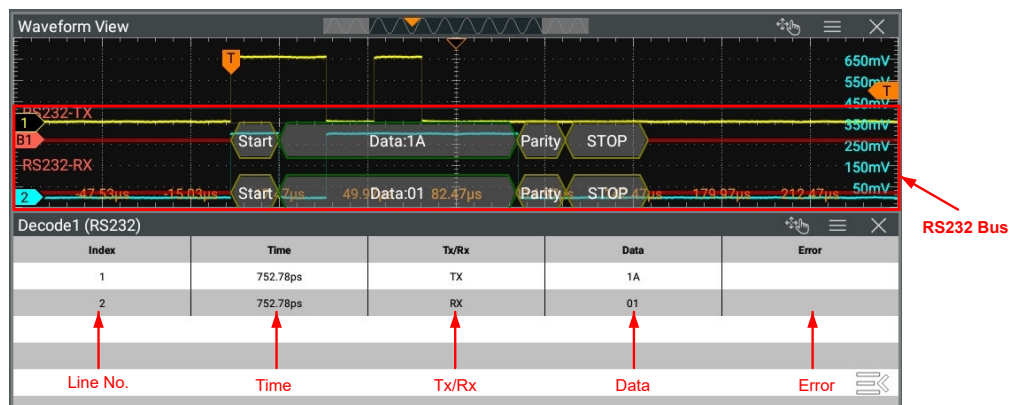 Waveform View
T
650mV
550mV
T
450mV
RS232-TX
1
350mV
B1
Start
Data:1A
Parity
STOP
250mV
RS232-RX
150mV
2
-47.53µs
-15.03µs
Start
49.9
Data:01
82.47µs
Parity
STOP
179.97µs
212.47µs
50mV
RS232 Bus
Decode1 (RS232)
Index Time Tx/Rx Data Error
1 752.78ps TX 1A
2 752.78ps RX 01
Line No. Time Tx/Rx Data Error